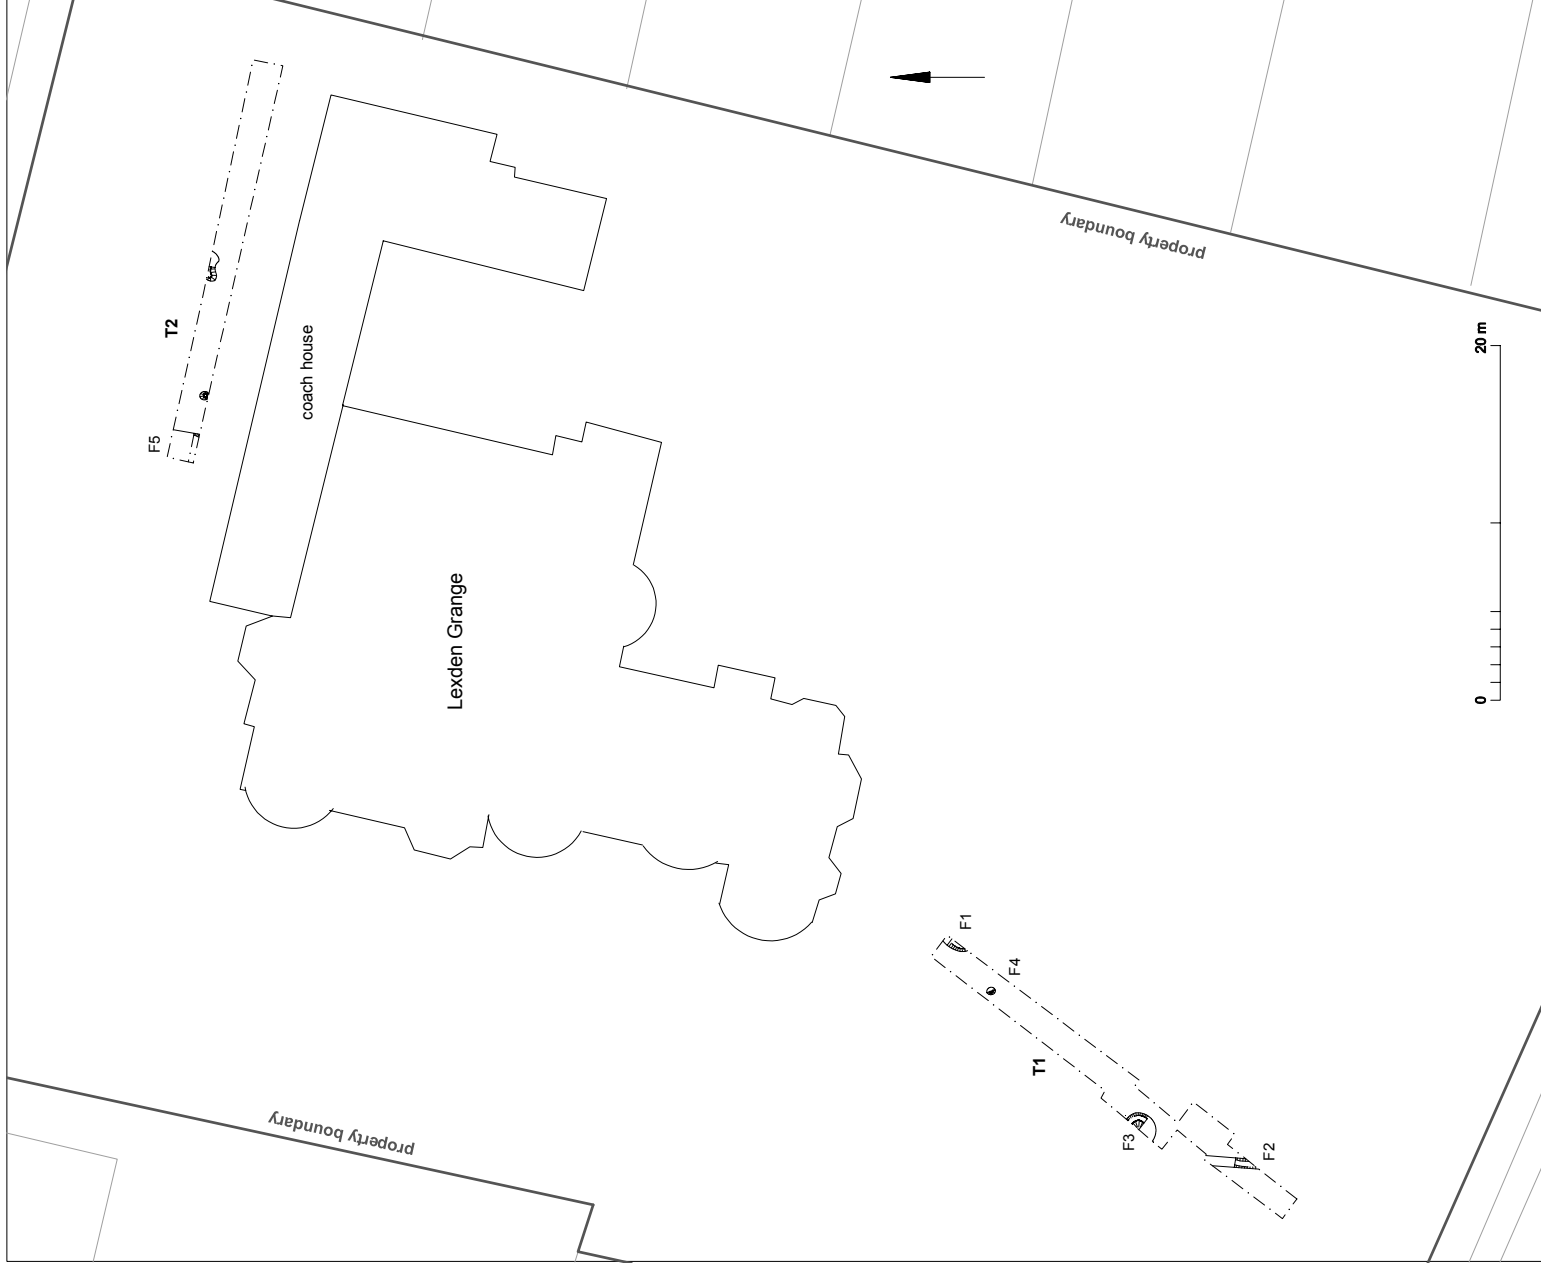 property boundary
T2
coach house
F5
20 m
Lexden Grange
0
F1
F4
T1
F3
F2
property boundary